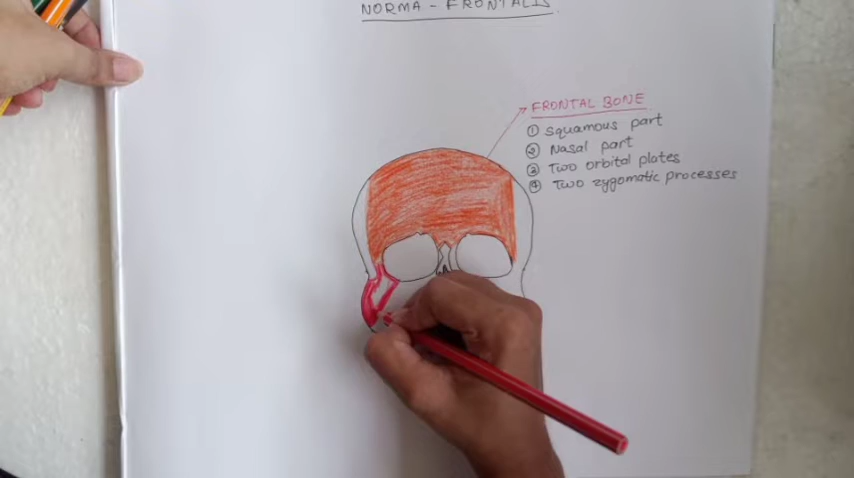 NORMA - FRONTALIS
FRONTAL BONE
① Squamous part
② Nasal part
③ Two orbital plates
④ Two zygomatic processes